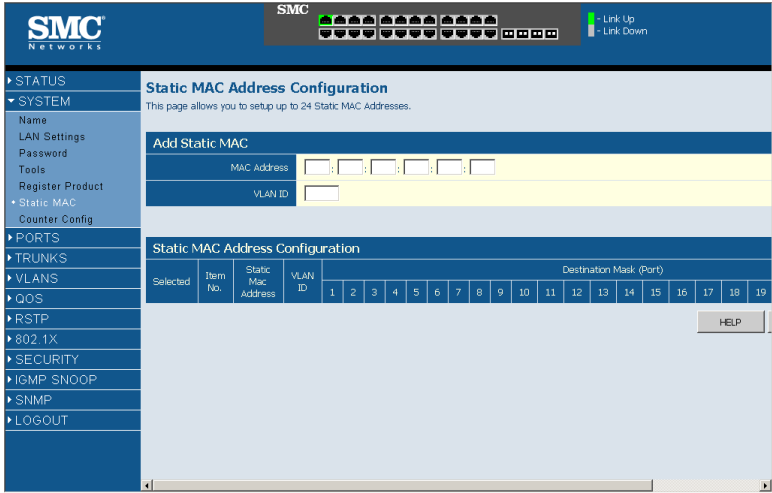 SMC®
Networks
SMC
- Link Up
- Link Down
STATUS
SYSTEM
Name
LAN Settings
Password
Tools
Register Product
Static MAC
Counter Config
PORTS
TRUNKS
VLANS
QOS
RSTP
802.1X
SECURITY
IGMP SNOOP
SNMP
LOGOUT
Static MAC Address Configuration
This page allows you to setup up to 24 Static MAC Addresses.
Add Static MAC
MAC Address : : : : :
VLAN ID
Static MAC Address Configuration
Selected Item No. Static Mac Address VLAN ID Destination Mask (Port)
1 2 3 4 5 6 7 8 9 10 11 12 13 14 15 16 17 18 19
HELP